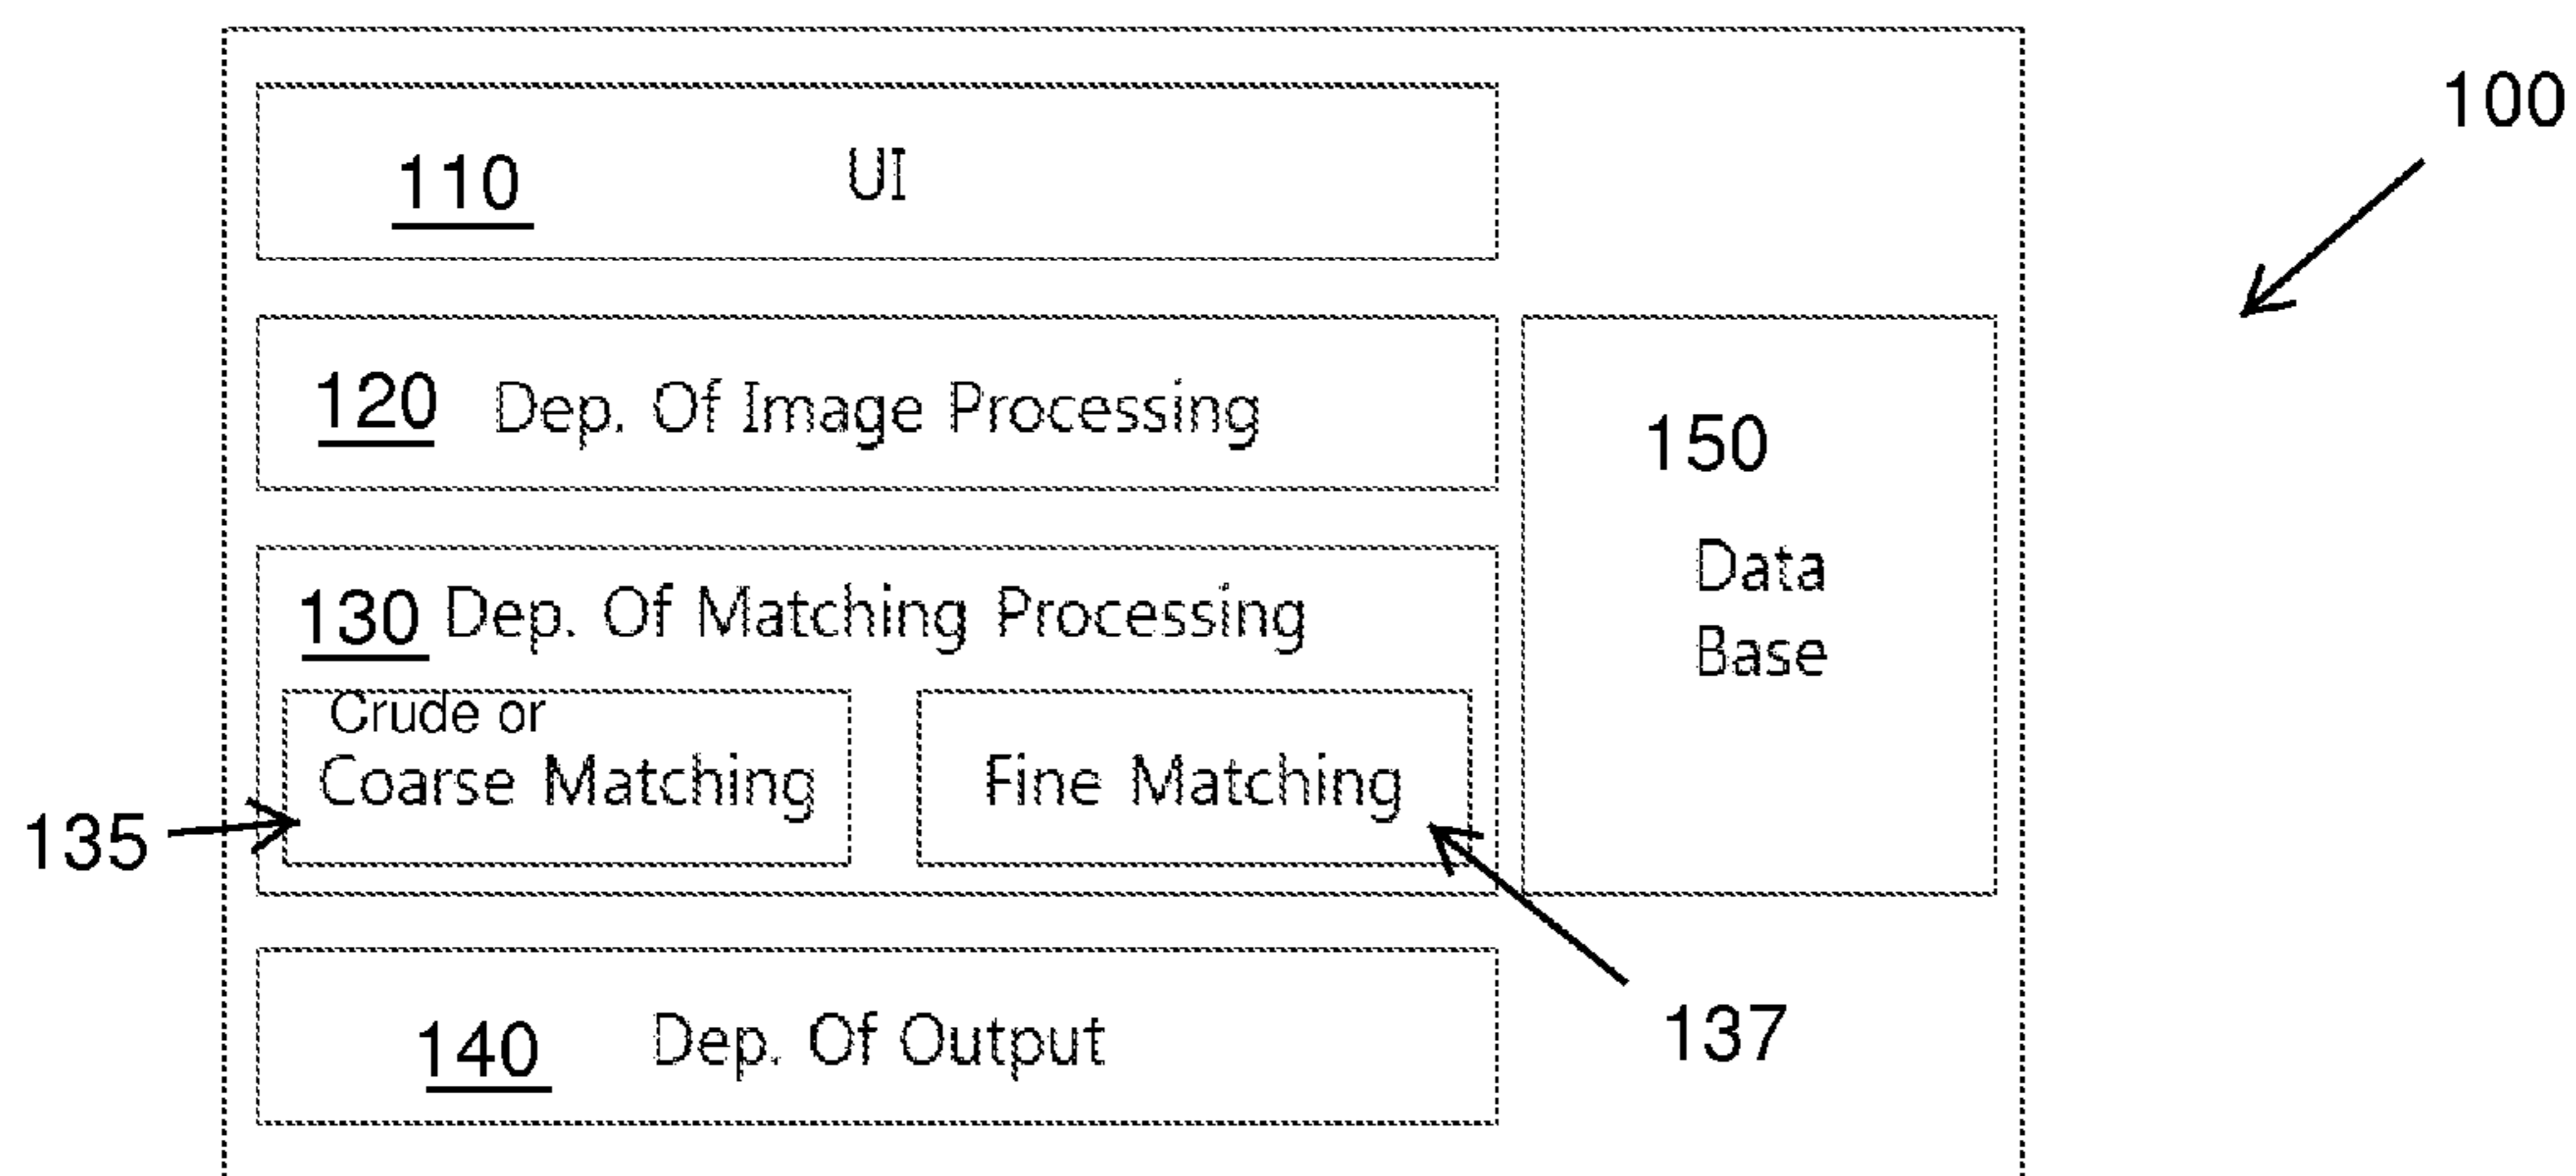 100
110 UI
120 Dep. Of Image Processing
150
Data
Base
130 Dep. Of Matching Processing
Crude or
Coarse Matching
Fine Matching
135
137
140 Dep. Of Output